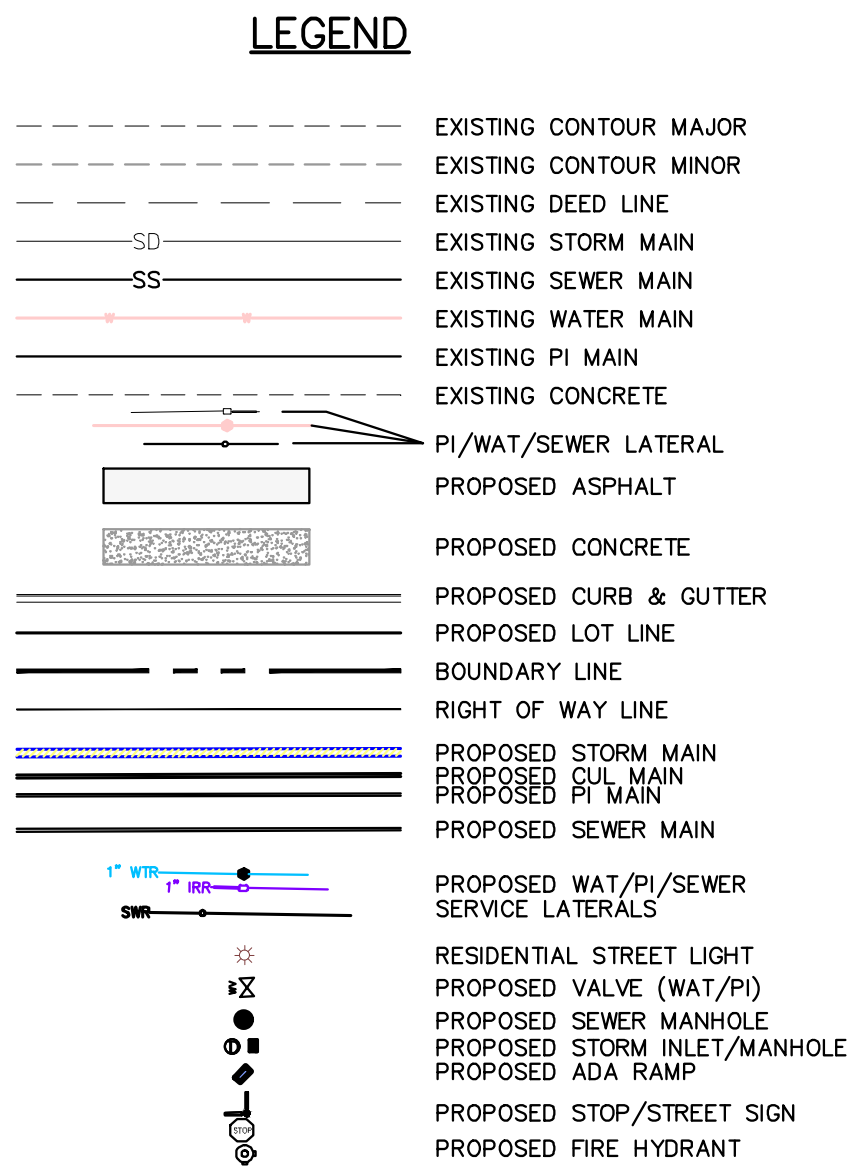 LEGEND
EXISTING CONTOUR MAJOR
EXISTING CONTOUR MINOR
EXISTING DEED LINE
SD EXISTING STORM MAIN
SS EXISTING SEWER MAIN
W W EXISTING WATER MAIN
EXISTING PI MAIN
EXISTING CONCRETE
PI/WAT/SEWER LATERAL
PROPOSED ASPHALT
PROPOSED CONCRETE
PROPOSED CURB & GUTTER
PROPOSED LOT LINE
BOUNDARY LINE
RIGHT OF WAY LINE
PROPOSED STORM MAIN
PROPOSED CUL MAIN
PROPOSED PI MAIN
PROPOSED SEWER MAIN
1" WTR
1" IRR PROPOSED WAT/PI/SEWER
SWR SERVICE LATERALS
RESIDENTIAL STREET LIGHT
W PROPOSED VALVE (WAT/PI)
PROPOSED SEWER MANHOLE
PROPOSED STORM INLET/MANHOLE
PROPOSED ADA RAMP
PROPOSED STOP/STREET SIGN
STOP
PROPOSED FIRE HYDRANT